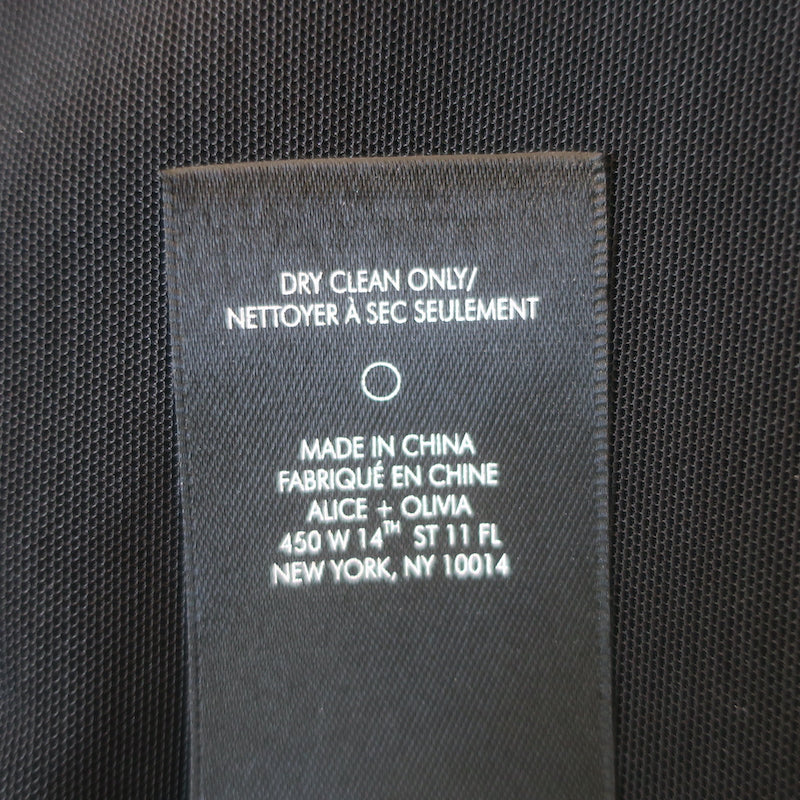 DRY CLEAN ONLY/
NETTOYER À SEC SEULEMENT
MADE IN CHINA
FABRIQUÉ EN CHINE
ALICE + OLIVIA
450 W 14TH ST 11 FL
NEW YORK, NY 10014